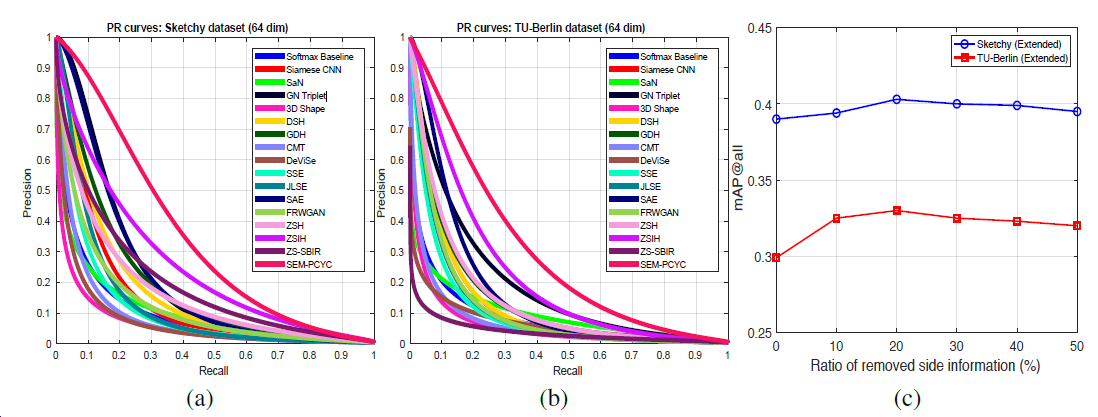 PR curves: Sketchy dataset (64 dim)
Precision
1
0.9
0.8
0.7
0.6
0.5
0.4
0.3
0.2
0.1
0
0 0.1 0.2 0.3 0.4 0.5 0.6 0.7 0.8 0.9 1
Recall
Softmax Baseline
Siamese CNN
SaN
GN Triplet
3D Shape
DSH
GDH
CMT
DeViSe
SSE
JLSE
SAE
FRWGAN
ZSH
ZSIH
ZS-SBIR
SEM-PCYC
(a)
PR curves: TU-Berlin dataset (64 dim)
Precision
1
0.9
0.8
0.7
0.6
0.5
0.4
0.3
0.2
0.1
0
0 0.1 0.2 0.3 0.4 0.5 0.6 0.7 0.8 0.9 1
Recall
Softmax Baseline
Siamese CNN
SaN
GN Triplet
3D Shape
DSH
GDH
CMT
DeViSe
SSE
JLSE
SAE
FRWGAN
ZSH
ZSIH
ZS-SBIR
SEM-PCYC
(b)
mAP@all
0.45
0.4
0.35
0.3
0.25
0 10 20 30 40 50
Ratio of removed side information (%)
Sketchy (Extended)
TU-Berlin (Extended)
(c)